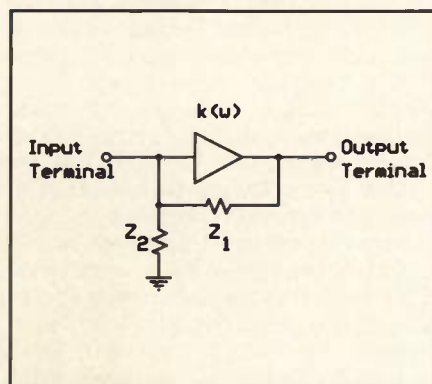 k(w)
Input
Terminal
Output
Terminal
Z2
Z1